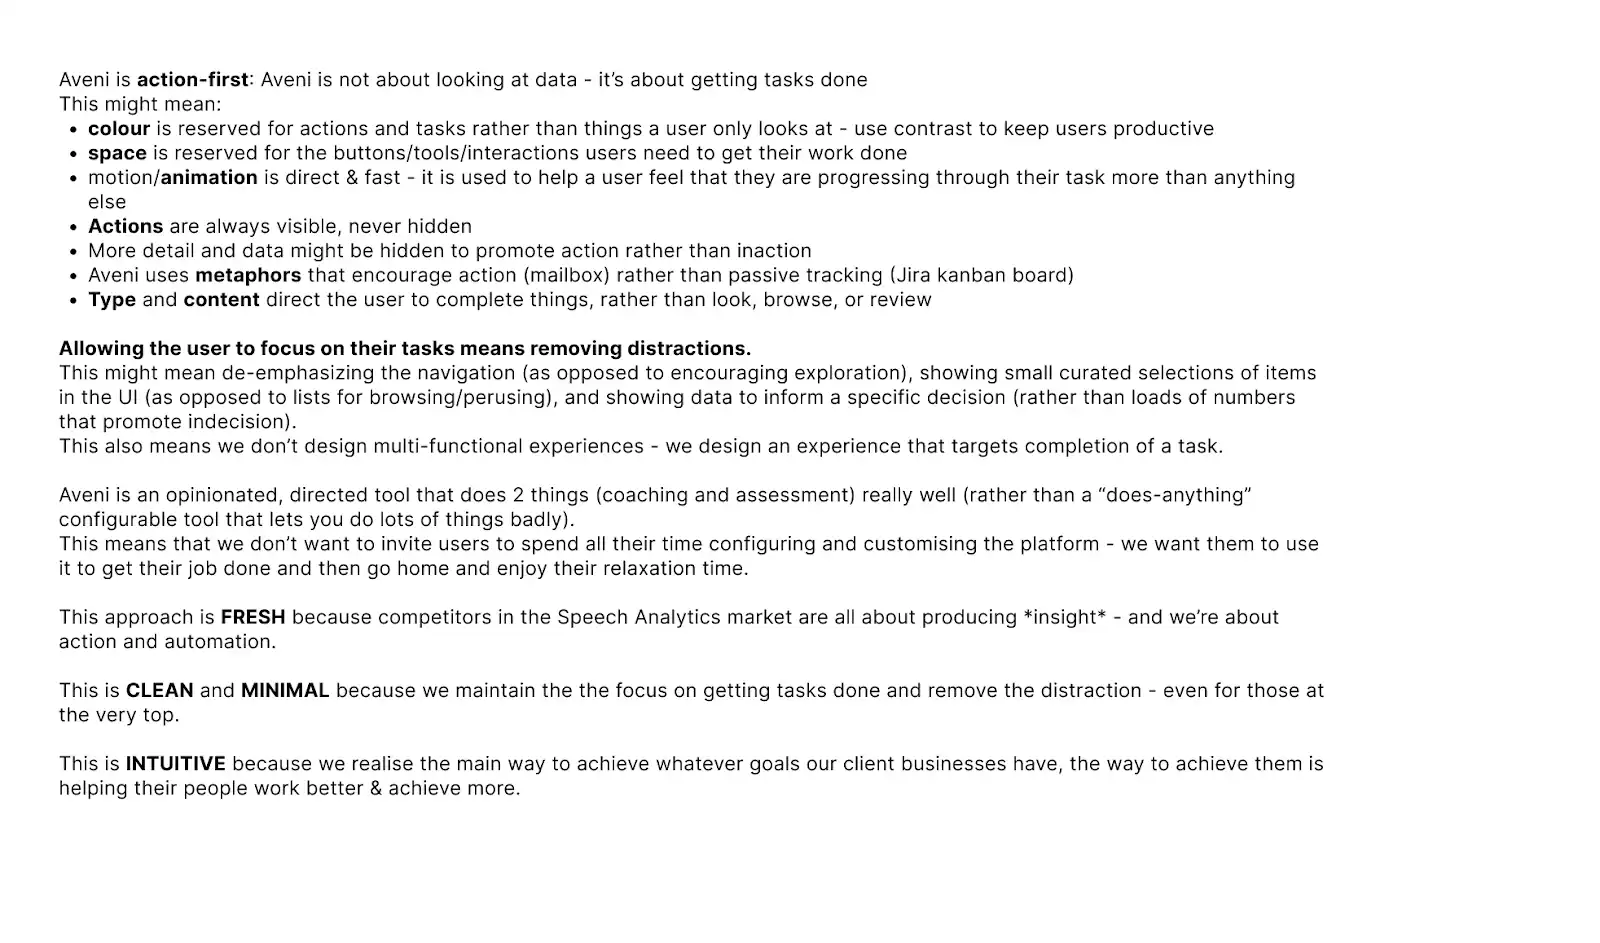 Aveni is action-first: Aveni is not about looking at data - it’s about getting tasks done
This might mean:
• colour is reserved for actions and tasks rather than things a user only looks at - use contrast to keep users productive
• space is reserved for the buttons/tools/interactions users need to get their work done
• motion/animation is direct & fast - it is used to help a user feel that they are progressing through their task more than anything
else
• Actions are always visible, never hidden
• More detail and data might be hidden to promote action rather than inaction
• Aveni uses metaphors that encourage action (mailbox) rather than passive tracking (Jira kanban board)
• Type and content direct the user to complete things, rather than look, browse, or review
Allowing the user to focus on their tasks means removing distractions.
This might mean de-emphasizing the navigation (as opposed to encouraging exploration), showing small curated selections of items
in the UI (as opposed to lists for browsing/perusing), and showing data to inform a specific decision (rather than loads of numbers
that promote indecision).
This also means we don’t design multi-functional experiences - we design an experience that targets completion of a task.
Aveni is an opinionated, directed tool that does 2 things (coaching and assessment) really well (rather than a “does-anything”
configurable tool that lets you do lots of things badly).
This means that we don’t want to invite users to spend all their time configuring and customising the platform - we want them to use
it to get their job done and then go home and enjoy their relaxation time.
This approach is FRESH because competitors in the Speech Analytics market are all about producing *insight* - and we’re about
action and automation.
This is CLEAN and MINIMAL because we maintain the the focus on getting tasks done and remove the distraction - even for those at
the very top.
This is INTUITIVE because we realise the main way to achieve whatever goals our client businesses have, the way to achieve them is
helping their people work better & achieve more.